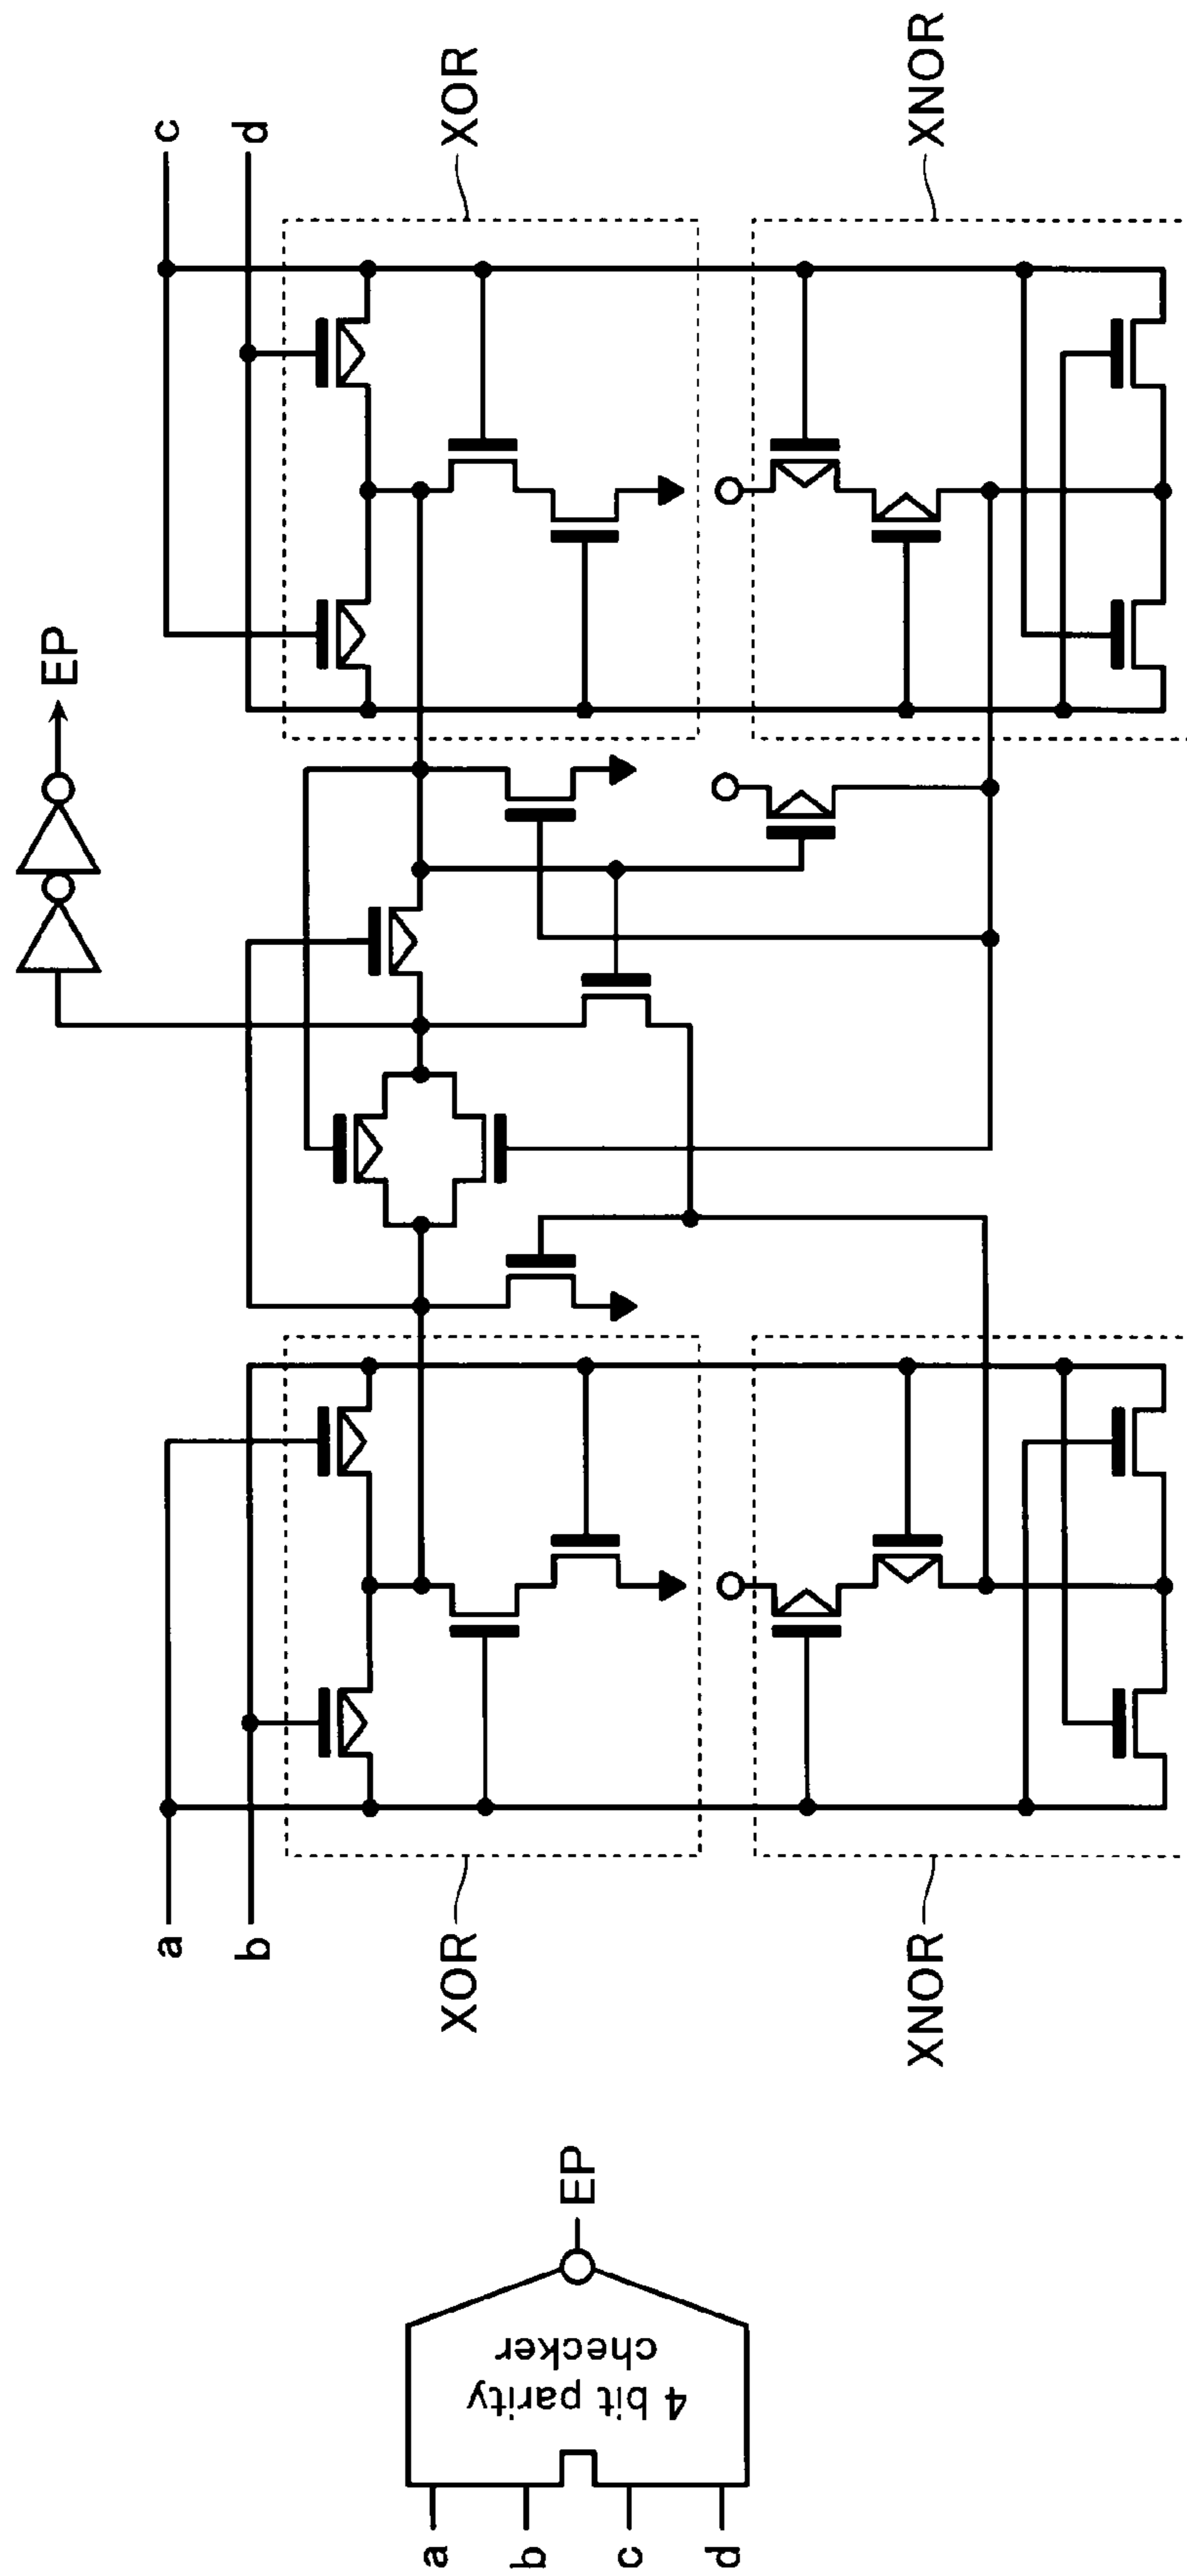 a
b
c
d
4 bit parity
checker
EP
a
b
XOR
XNOR
EP
c
d
XOR
XNOR